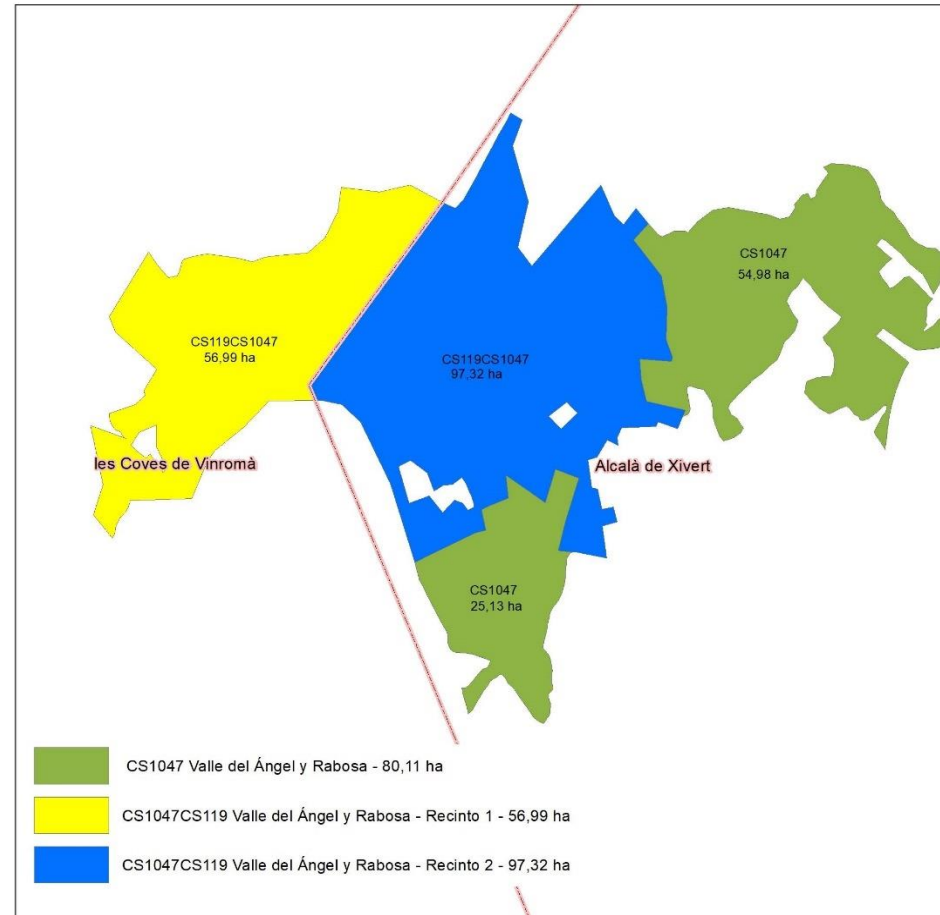 CS1047
54,98 ha
CS119CS1047
56,99 ha
CS119CS1047
97,32 ha
les Coves de Vinromà
Alcalà de Xivert
CS1047
25,13 ha
CS1047 Valle del Ángel y Rabosa - 80,11 ha
CS1047CS119 Valle del Ángel y Rabosa - Recinto 1 - 56,99 ha
CS1047CS119 Valle del Ángel y Rabosa - Recinto 2 - 97,32 ha